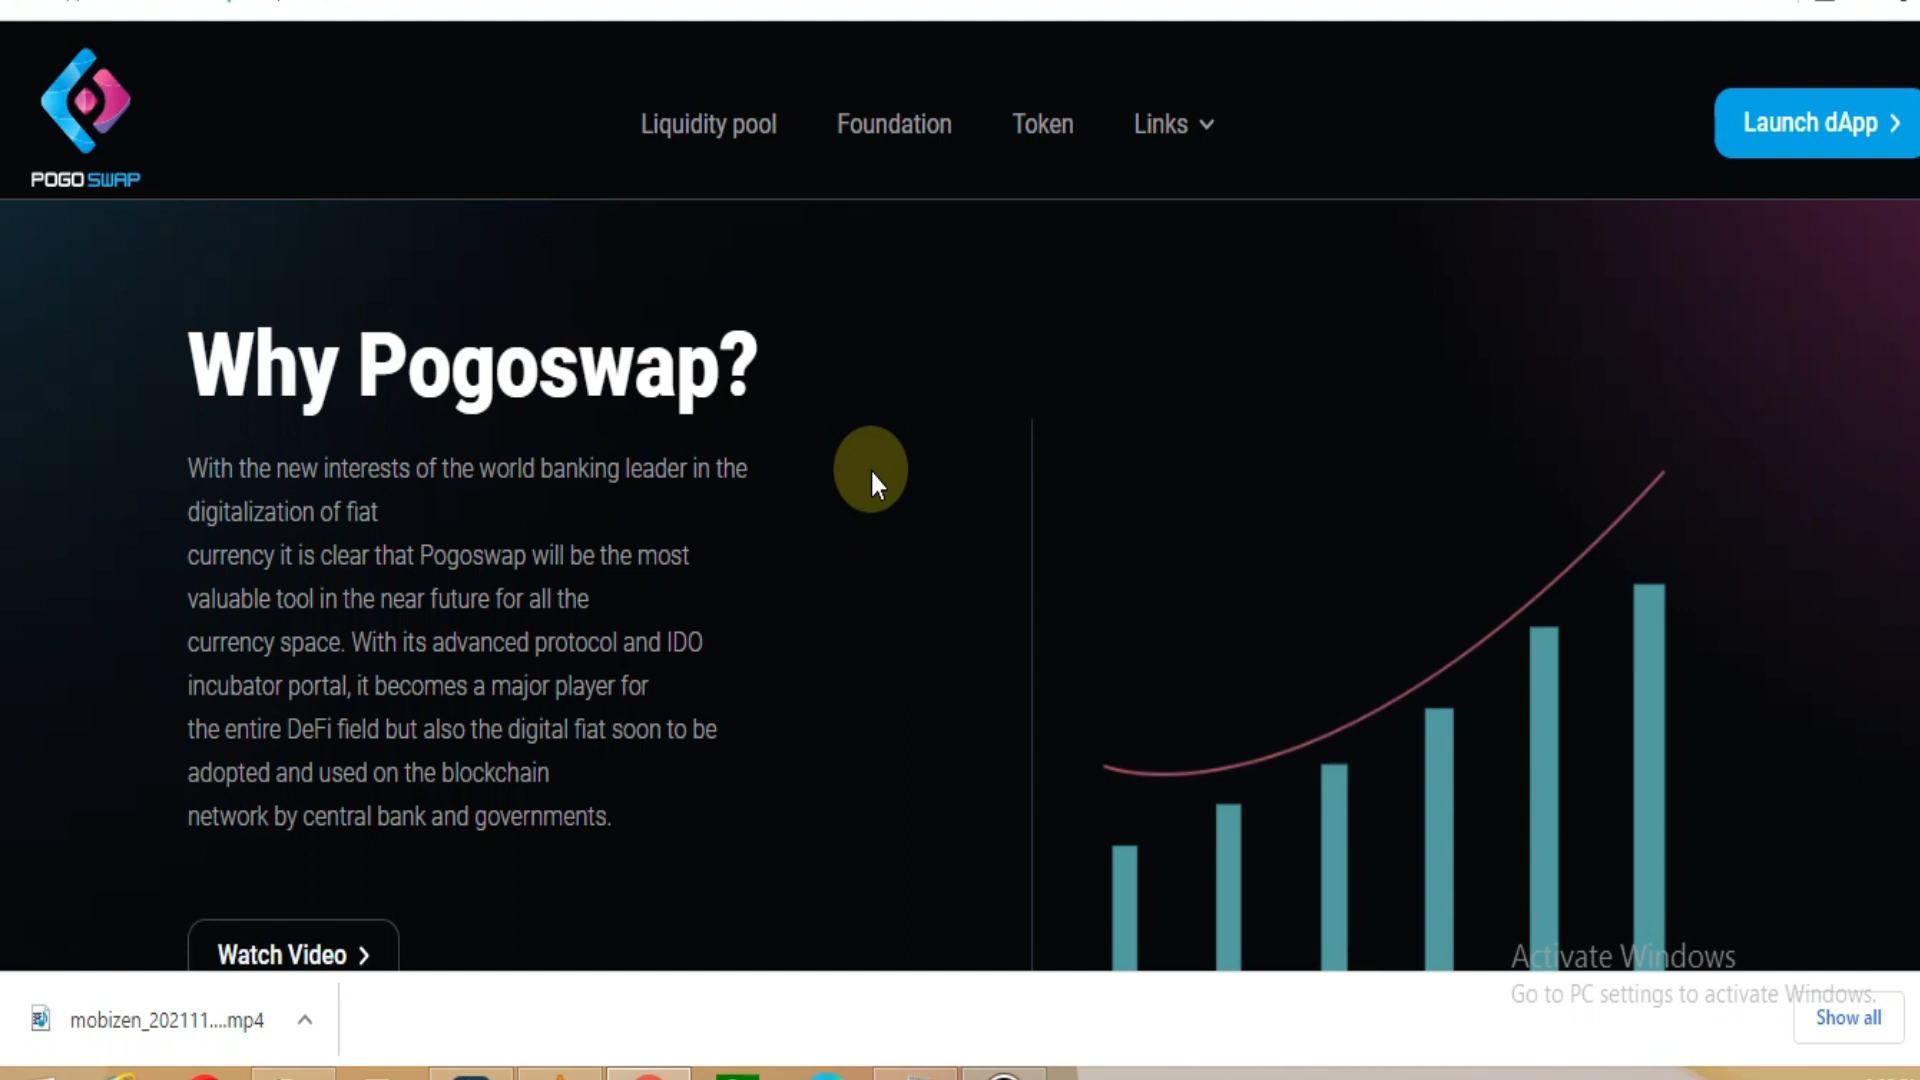 Liquidity pool
Foundation
Token
Links
Launch dApp
POGO SWAP
Why Pogoswap?
With the new interests of the world banking leader in the
digitalization of fiat
currency it is clear that Pogoswap will be the most
valuable tool in the near future for all the
currency space. With its advanced protocol and IDO
incubator portal, it becomes a major player for
the entire DeFi field but also the digital fiat soon to be
adopted and used on the blockchain
network by central bank and governments.
Watch Video
Activate Windows
Go to PC settings to activate Windows.
mobizen_202111....mp4
Show all